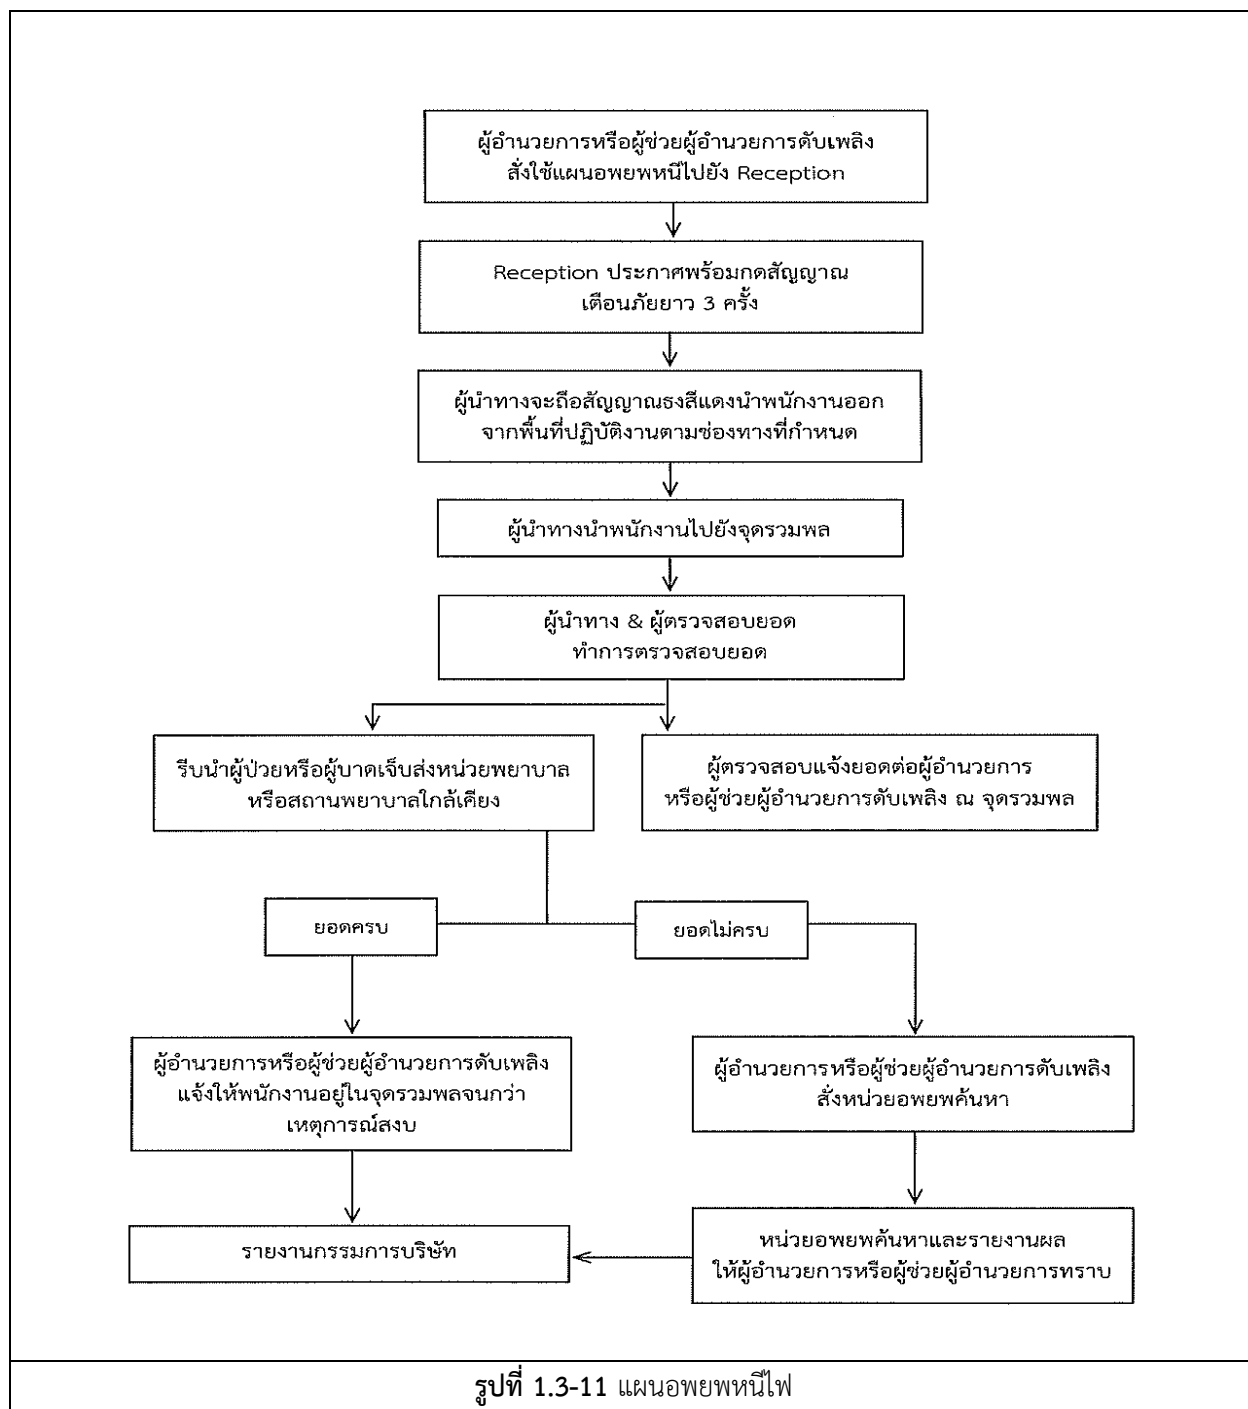 ผู้อำนวยการหรือผู้ช่วยผู้อำนวยการดับเพลิง
สั่งใช้แผนอพยพหนีไปยัง Reception
Reception ประกาศพร้อมกดสัญญาณ
เตือนภัยยาว 3 ครั้ง
ผู้นำทางจะถือสัญญาณธงสีแดงนำพนักงานออก
จากพื้นที่ปฏิบัติงานตามช่องทางที่กำหนด
ผู้นำทางนำพนักงานไปยังจุดรวมพล
ผู้นำทาง & ผู้ตรวจสอบยอด
ทำการตรวจสอบยอด
รีบนำผู้ป่วยหรือผู้บาดเจ็บส่งหน่วยพยาบาล
หรือสถานพยาบาลใกล้เคียง
ผู้ตรวจสอบแจ้งยอดต่อผู้อำนวยการ
หรือผู้ช่วยผู้อำนวยการดับเพลิง ณ จุดรวมพล
ยอดครบ
ยอดไม่ครบ
ผู้อำนวยการหรือผู้ช่วยผู้อำนวยการดับเพลิง
แจ้งให้พนักงานอยู่ในจุดรวมพลจนกว่า
เหตุการณ์สงบ
ผู้อำนวยการหรือผู้ช่วยผู้อำนวยการดับเพลิง
สั่งหน่วยอพยพค้นหา
รายงานกรรมการบริษัท
หน่วยอพยพค้นหาและรายงานผล
ให้ผู้อำนวยการหรือผู้ช่วยผู้อำนวยการทราบ
รูปที่ 1.3-11 แผนอพยพหนีไฟ